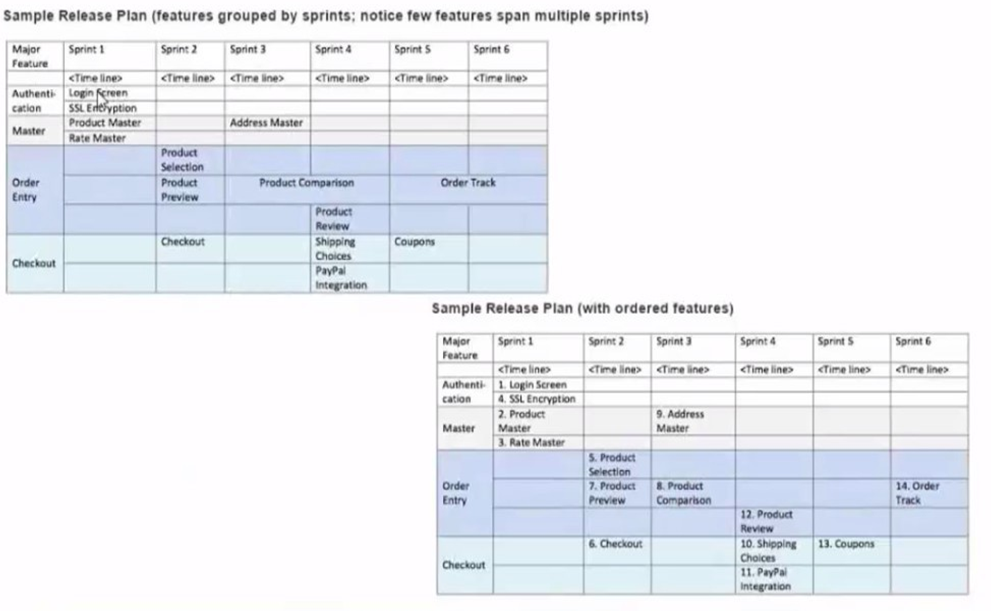 Sample Release Plan (features grouped by sprints; notice few features span multiple sprints)
Major Feature Sprint 1 Sprint 2 Sprint 3 Sprint 4 Sprint 5 Sprint 6
<Time line> <Time line> <Time line> <Time line> <Time line> <Time line>
Authenti-cation Login Screen
SSL Encryption
Master Product Master Address Master
Rate Master
Order Entry Product Selection
Product Preview Product Comparison Order Track
Product Review
Checkout Checkout Shipping Choices Coupons
PayPal Integration
Sample Release Plan (with ordered features)
Major Feature Sprint 1 Sprint 2 Sprint 3 Sprint 4 Sprint 5 Sprint 6
<Time line> <Time line> <Time line> <Time line> <Time line> <Time line>
Authenti-cation 1. Login Screen
4. SSL Encryption
Master 2. Product Master 9. Address Master
3. Rate Master
Order Entry 5. Product Selection
7. Product Preview 8. Product Comparison 14. Order Track
12. Product Review
Checkout 6. Checkout 10. Shipping Choices 13. Coupons
11. PayPal Integration